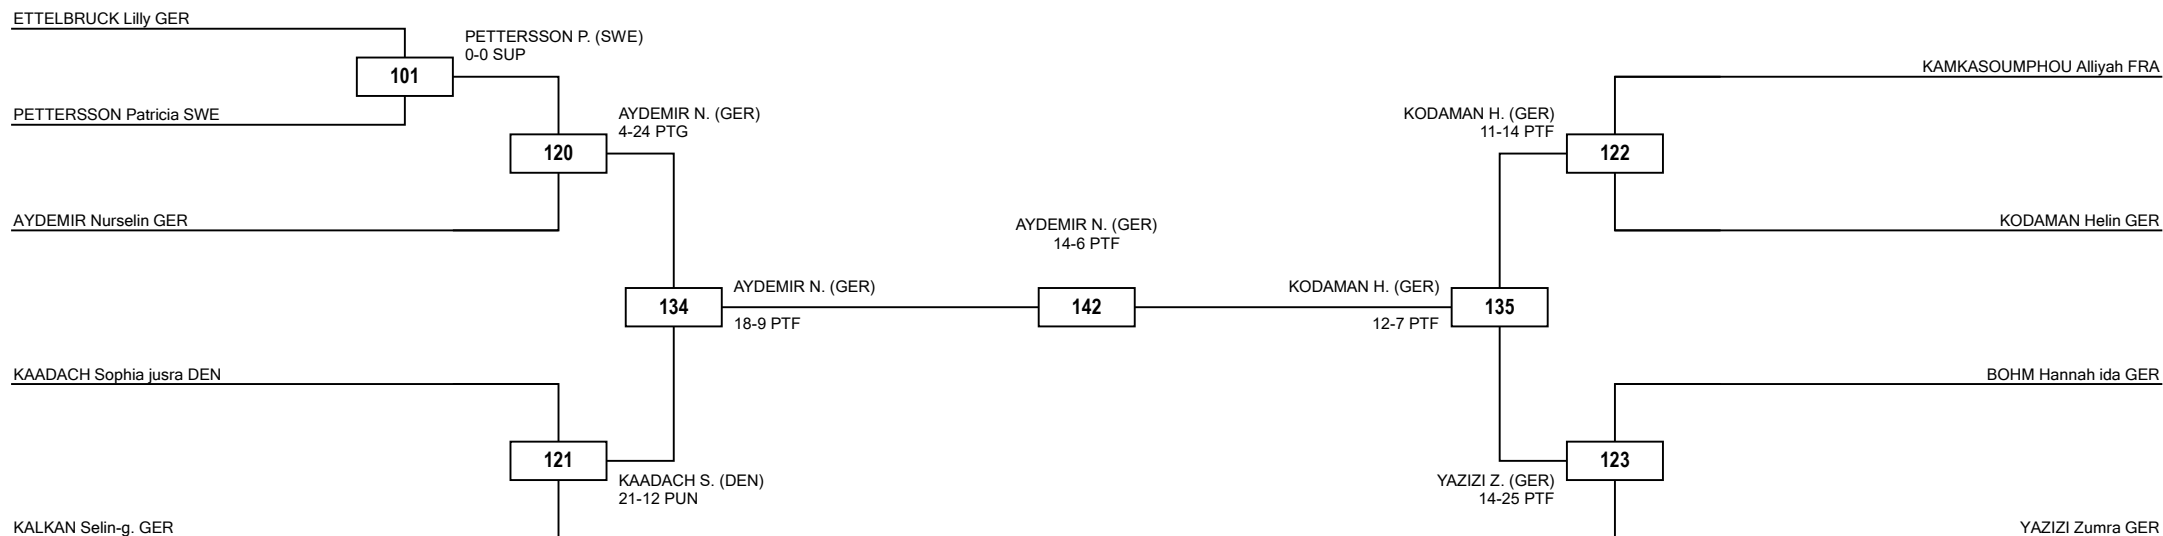 ETTELBRUCK Lilly GER
PETTERSSON P. (SWE)
0-0 SUP
101
KAMKASOUMPHOU Alliyah FRA
PETTERSSON Patricia SWE
AYDEMIR N. (GER)
4-24 PTG
KODAMAN H. (GER)
11-14 PTF
120
122
AYDEMIR Nurselin GER
AYDEMIR N. (GER)
14-6 PTF
KODAMAN Helin GER
134
AYDEMIR N. (GER)
18-9 PTF
142
KODAMAN H. (GER)
12-7 PTF
135
KAADACH Sophia jusra DEN
BOHM Hannah ida GER
121
123
KAADACH S. (DEN)
21-12 PUN
YAZIZI Z. (GER)
14-25 PTF
KALKAN Selin-g. GER
YAZIZI Zumra GER